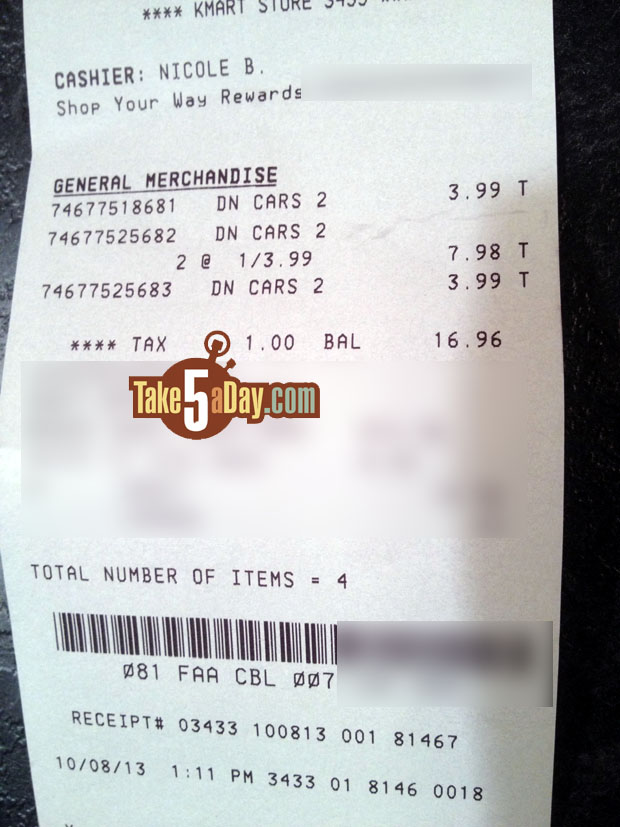 **** KMART STORE 3433
CASHIER: NICOLE B.
Shop Your Way Rewards
GENERAL MERCHANDISE
74677518681 DN CARS 2 3.99 T
74677525682 DN CARS 2
2 @ 1/3.99 7.98 T
74677525683 DN CARS 2 3.99 T
**** TAX 1.00 BAL 16.96
Take5aDay.com
TOTAL NUMBER OF ITEMS = 4
Ø81 FAA CBL ØØ7
RECEIPT# 03433 100813 001 81467
10/08/13 1:11 PM 3433 01 8146 0018